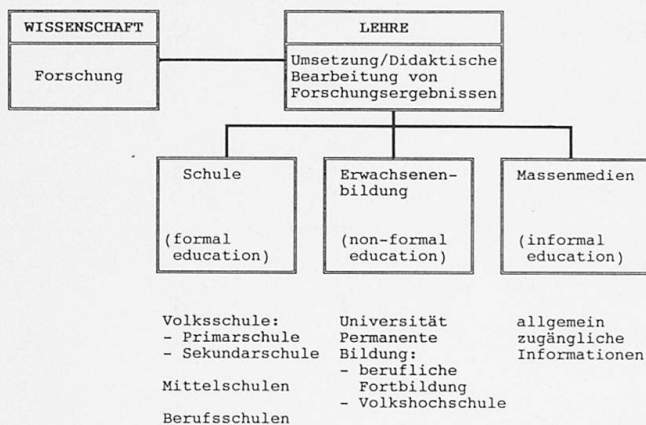 WISSENSCHAFT
Forschung
LEHRE
Umsetzung/Didaktische
Bearbeitung von
Forschungsergebnissen
Schule
(formal
education)
Erwachsenen-
bildung
(non-formal
education)
Massenmedien
(informal
education)
Volksschule:
- Primarschule
- Sekundarschule
Mittelschulen
Berufsschulen
Universität
Permanente
Bildung:
- berufliche
Fortbildung
- Volkshochschule
allgemein
zugängliche
Informationen